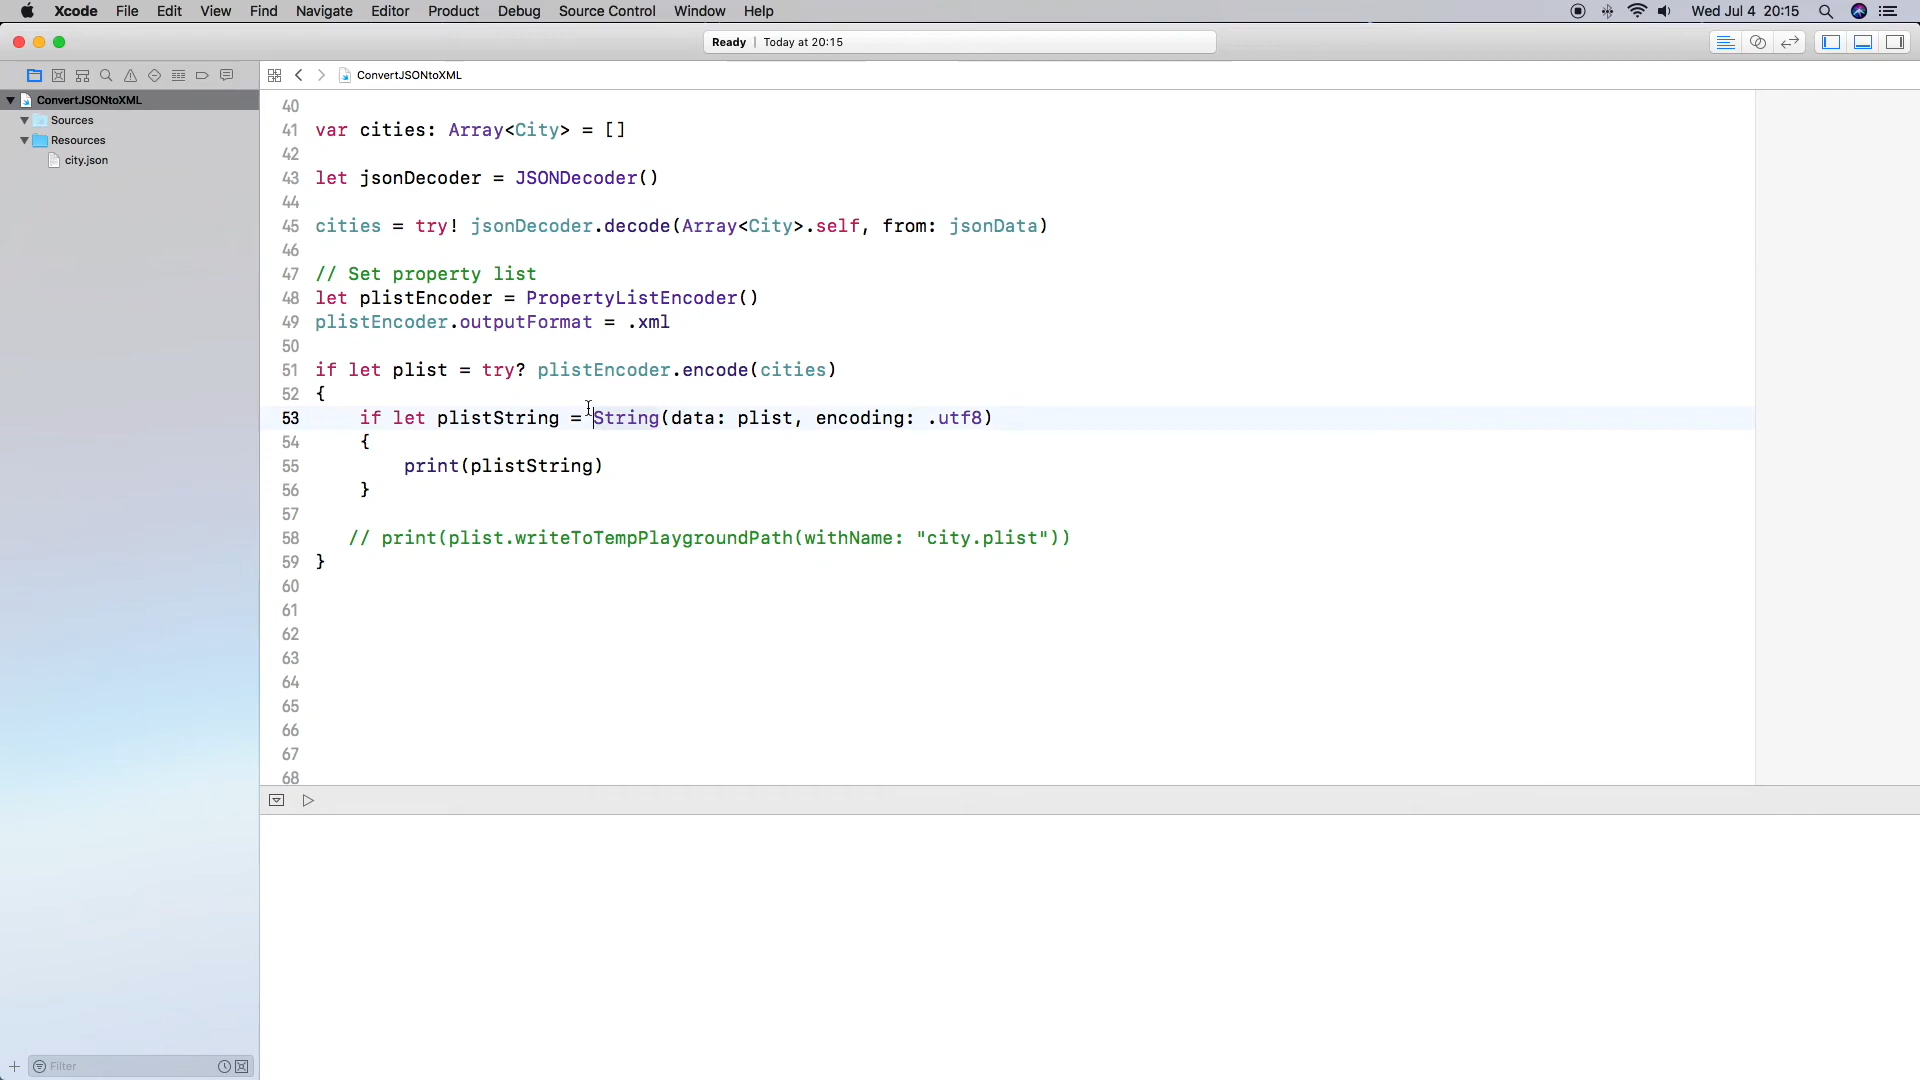 Xcode File Edit View Find Navigate Editor Product Debug Source Control Window Help Wed Jul 4 20:15
Ready | Today at 20:15
ConvertJSONtoXML
ConvertJSONtoXML
Sources
Resources
city.json
40
41 var cities: Array<City> = []
42
43 let jsonDecoder = JSONDecoder()
44
45 cities = try! jsonDecoder.decode(Array<City>.self, from: jsonData)
46
47 // Set property list
48 let plistEncoder = PropertyListEncoder()
49 plistEncoder.outputFormat = .xml
50
51 if let plist = try? plistEncoder.encode(cities)
52 {
53 if let plistString = String(data: plist, encoding: .utf8)
54 {
55 print(plistString)
56 }
57
58 // print(plist.writeToTempPlaygroundPath(withName: "city.plist"))
59 }
60
61
62
63
64
65
66
67
68
Filter